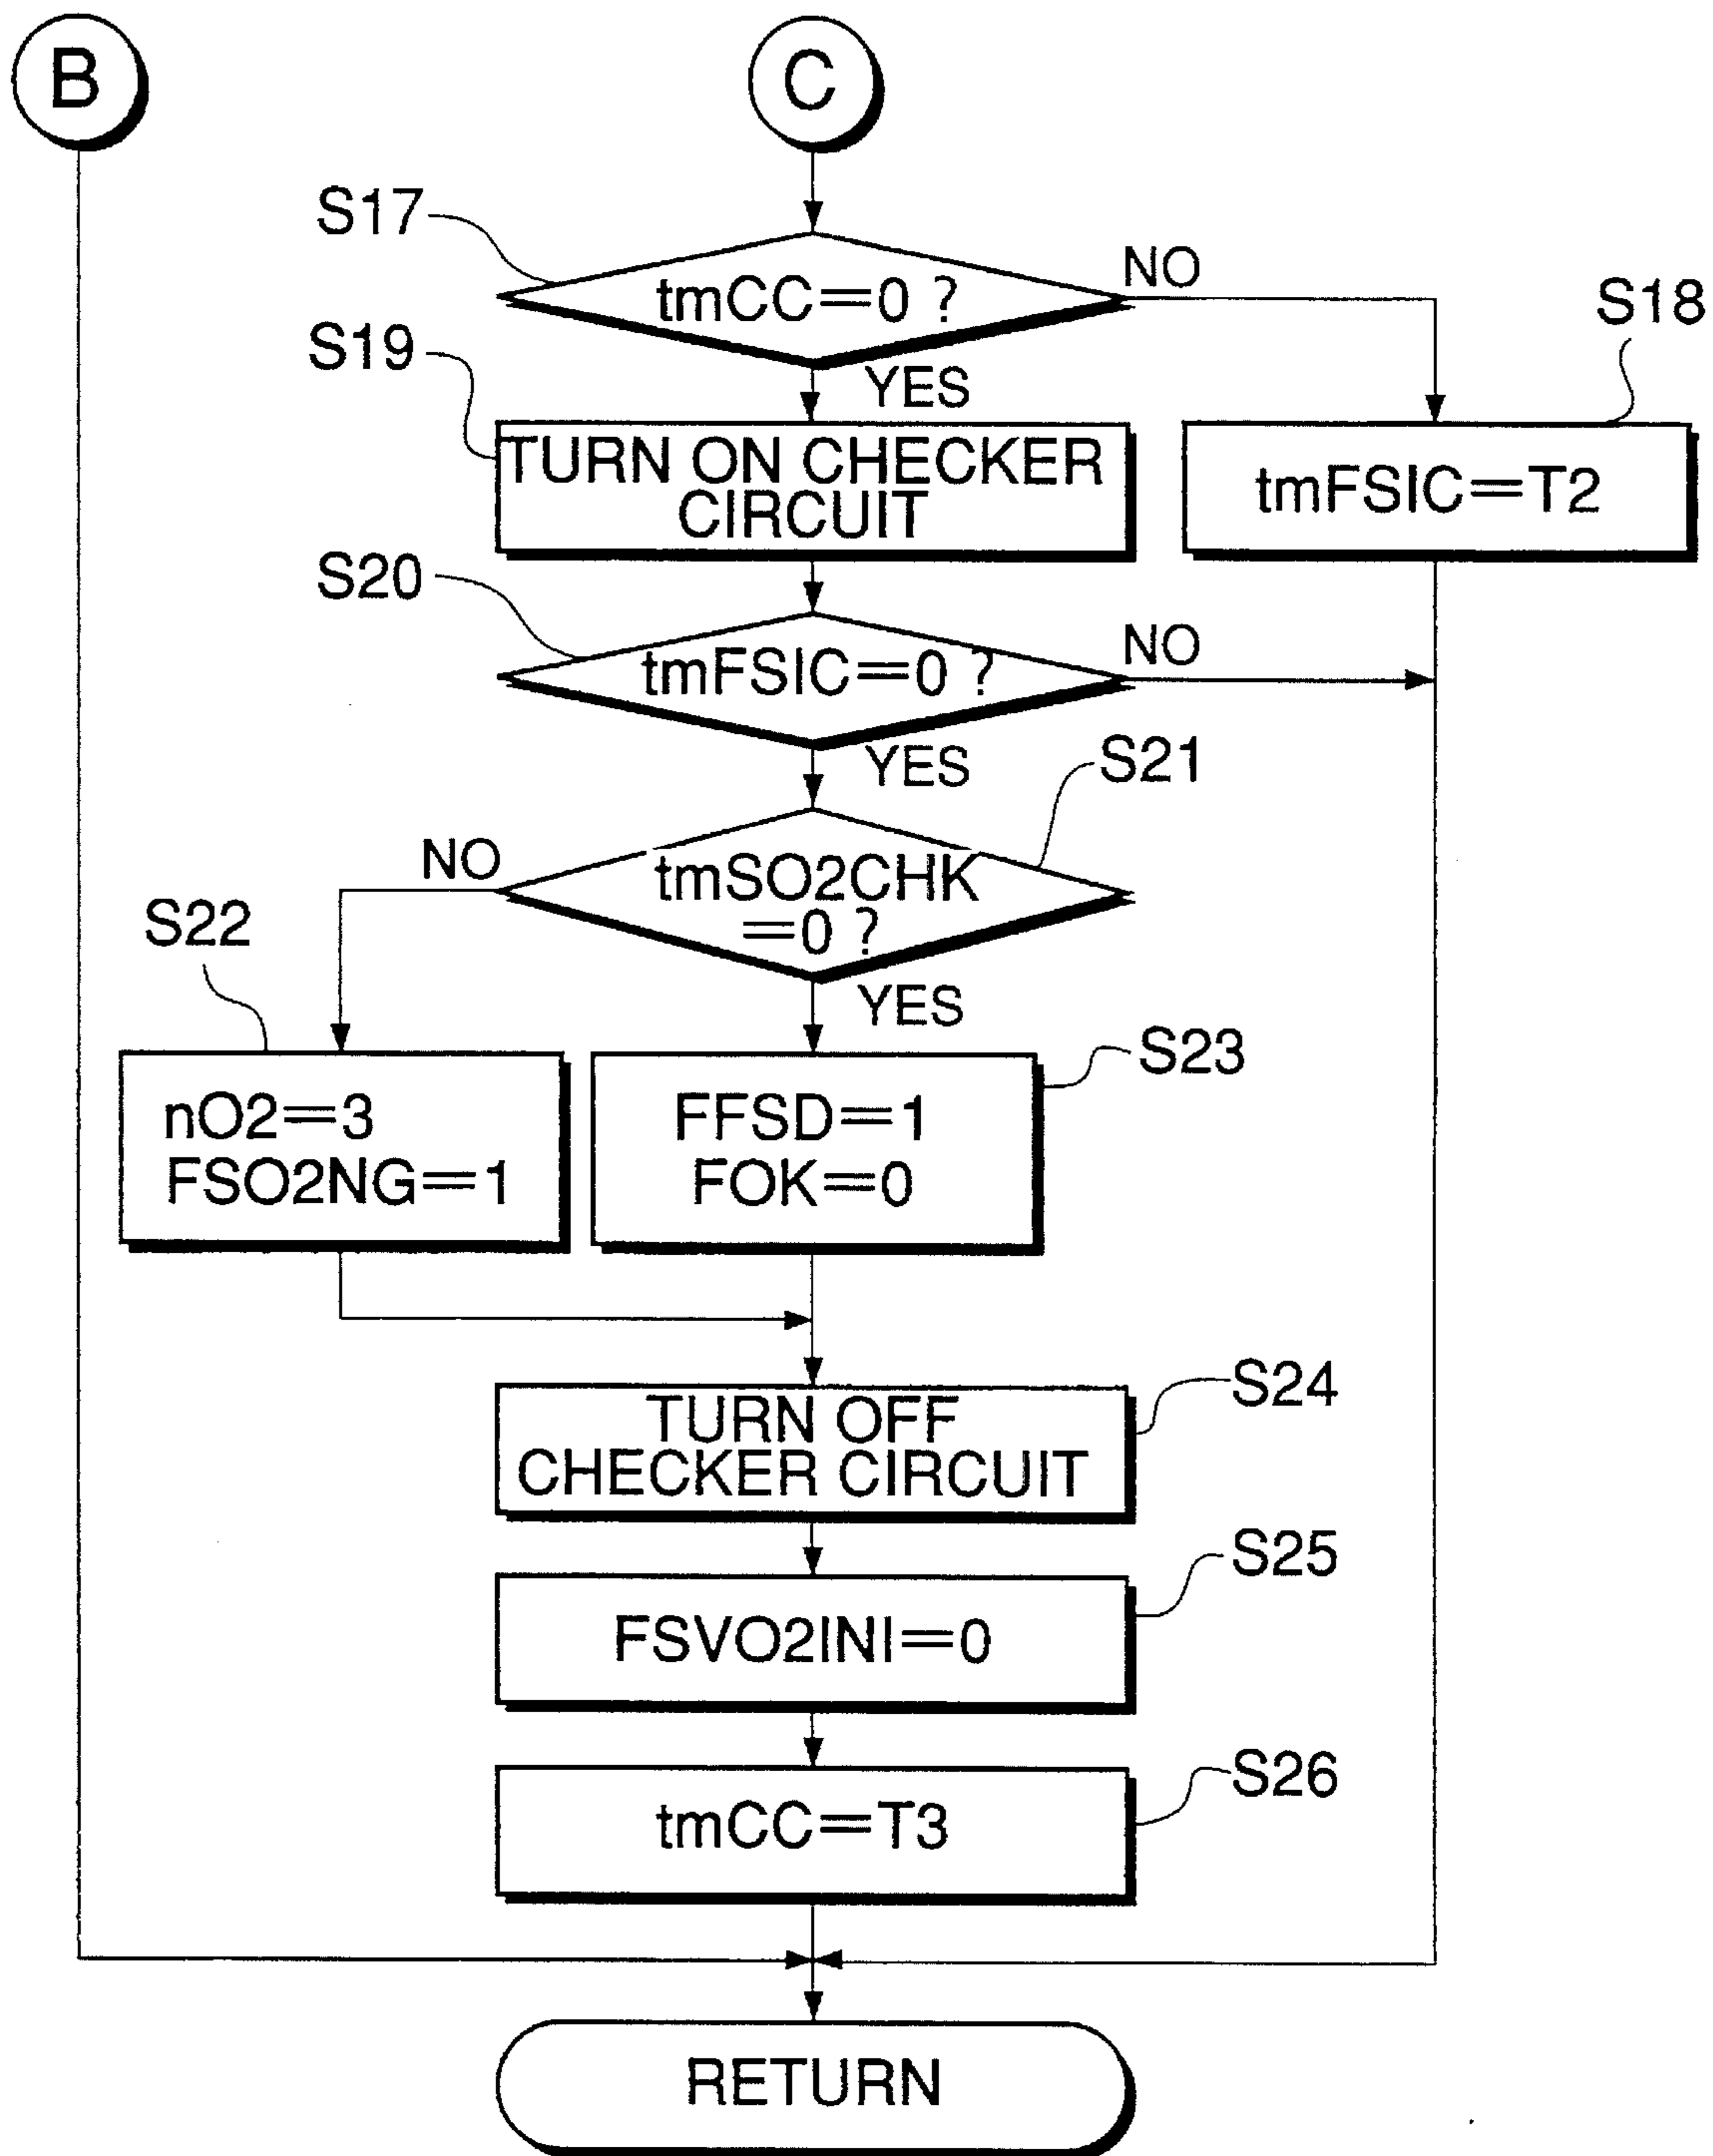 B
C
S17
tmCC=0 ?
NO
S18
S19
YES
TURN ON CHECKER
CIRCUIT
tmFSIC=T2
S20
tmFSIC=0 ?
NO
YES
S21
NO
tmSO2CHK
=0 ?
S22
YES
S23
nO2=3
FSO2NG=1
FFSD=1
FOK=0
S24
TURN OFF
CHECKER CIRCUIT
S25
FSVO2INI=0
S26
tmCC=T3
RETURN